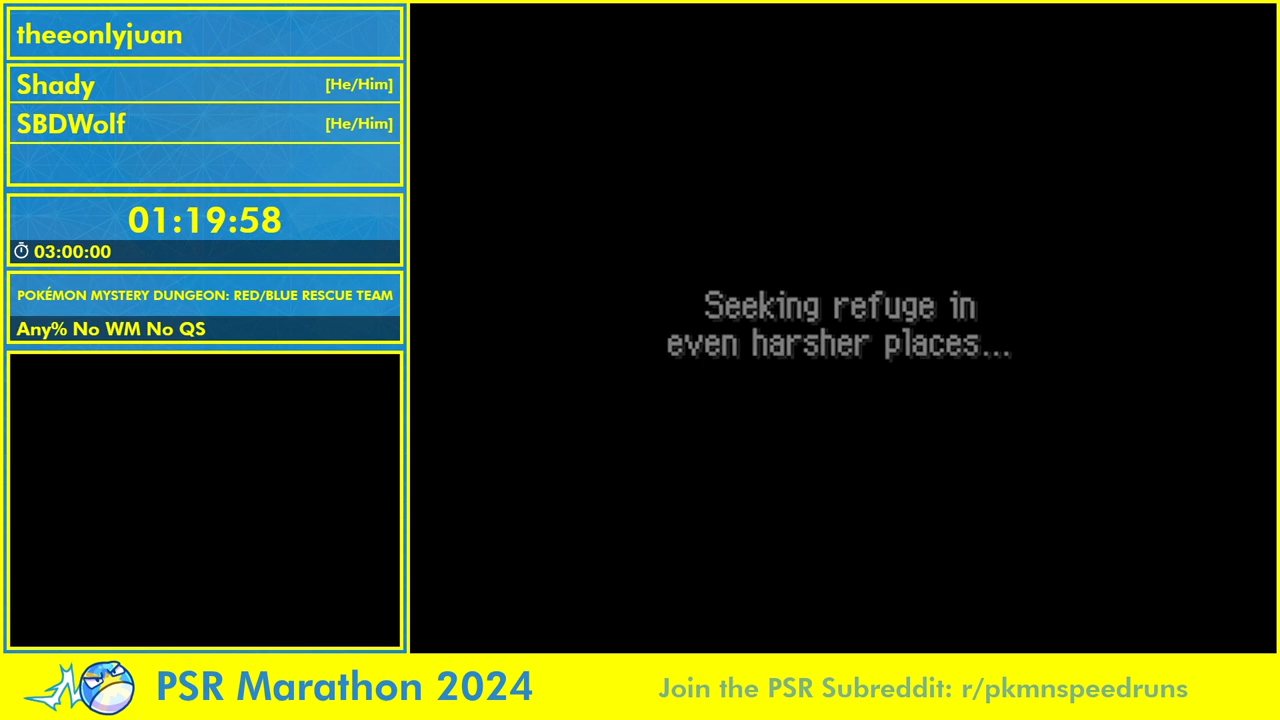 theeonlyjuan
Shady [He/Him]
SBDWolf [He/Him]
01:19:58
03:00:00
POKÉMON MYSTERY DUNGEON: RED/BLUE RESCUE TEAM
Any% No WM No QS
Seeking refuge in
even harsher places...
PSR Marathon 2024
Join the PSR Subreddit: r/pkmnspeedruns